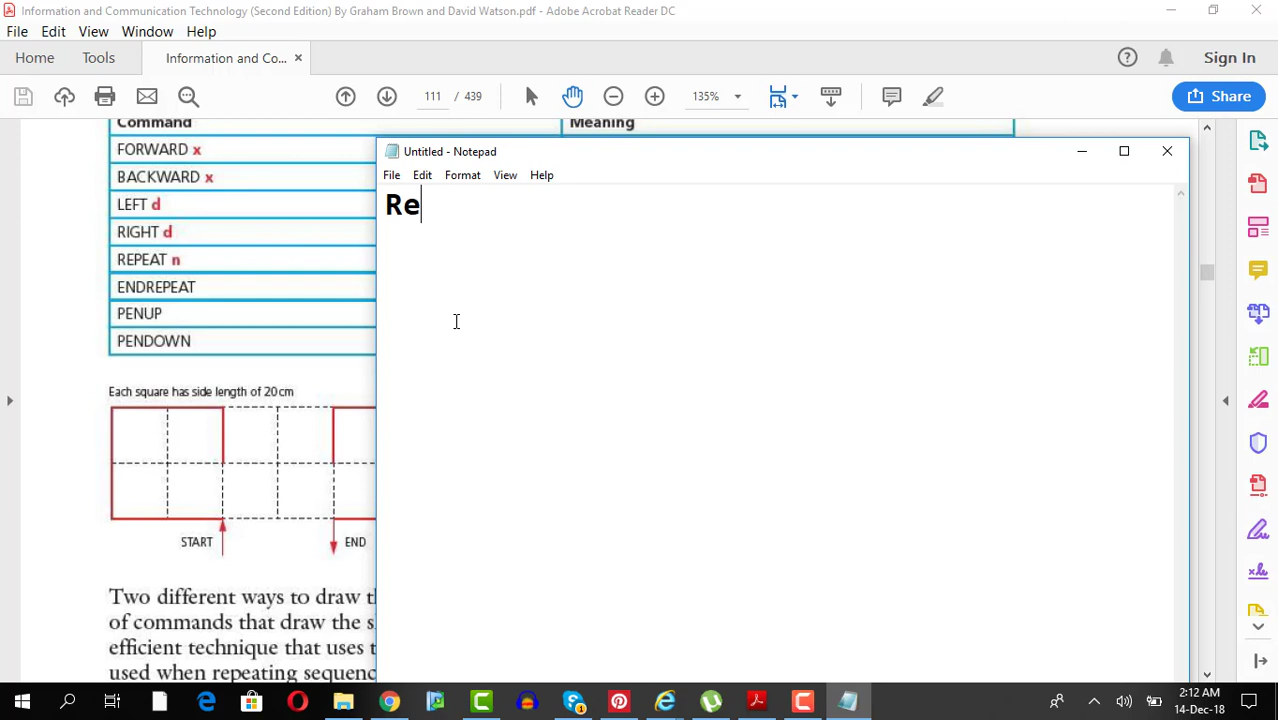 Information and Communication Technology (Second Edition) By Graham Brown and David Watson.pdf - Adobe Acrobat Reader DC
File Edit View Window Help
Home Tools Information and Co... × Sign In
111 / 439 135% Share
Command Meaning
FORWARD x
BACKWARD x
LEFT d
RIGHT d
REPEAT n
ENDREPEAT
PENUP
PENDOWN
Untitled - Notepad
File Edit Format View Help
Re
Each square has side length of 20 cm
START END
Two different ways to draw t
of commands that draw the s
efficient technique that uses t
used when repeating sequenc
2:12 AM
14-Dec-18